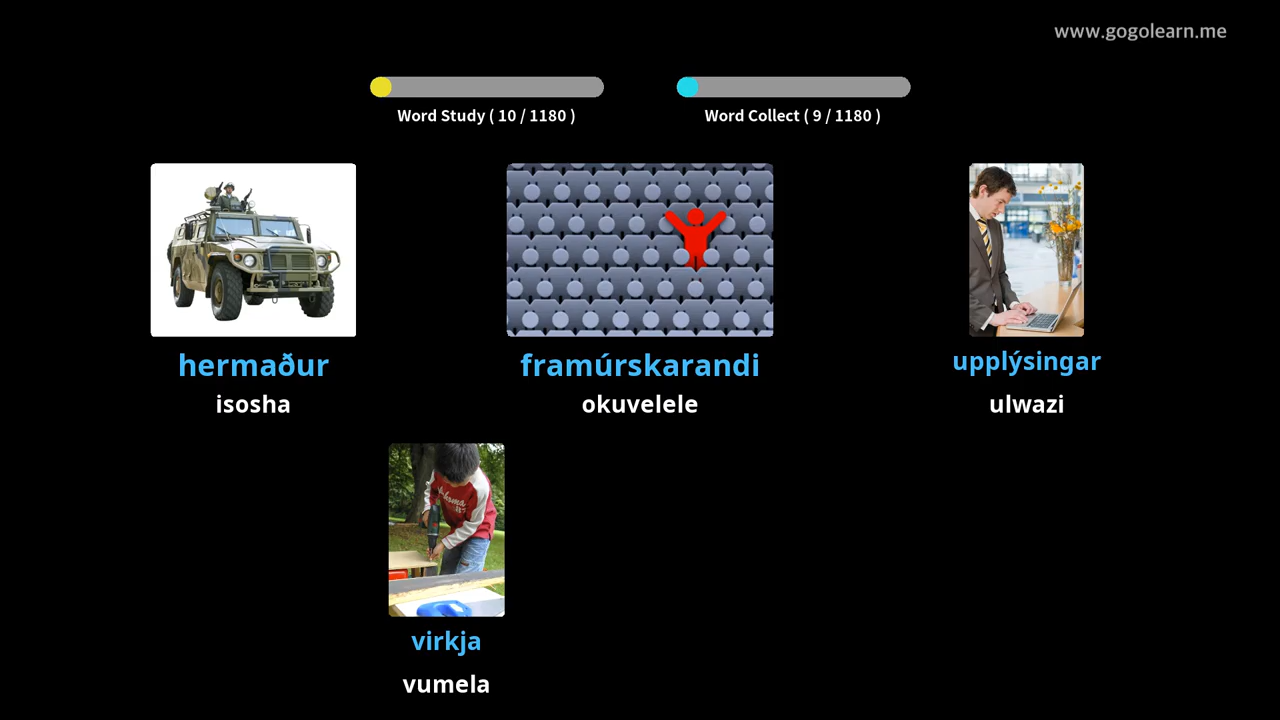 www.gogolearn.me
Word Study ( 10 / 1180 )
Word Collect ( 9 / 1180 )
hermaður
isosha
framúrskarandi
okuvelele
upplýsingar
ulwazi
virkja
vumela